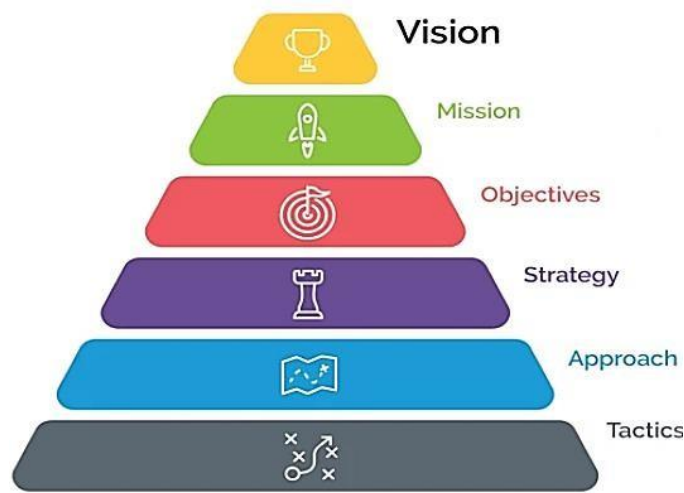 Vision
Mission
Objectives
Strategy
Approach
Tactics